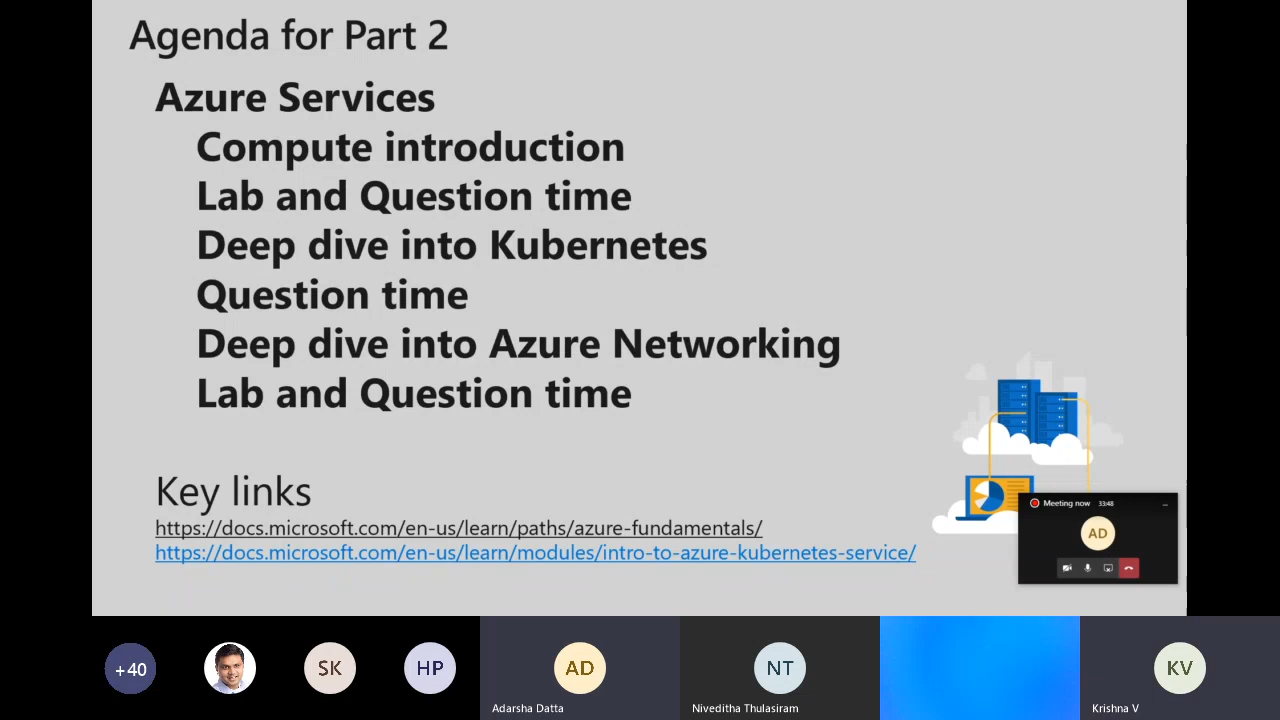 Agenda for Part 2
Azure Services
Compute introduction
Lab and Question time
Deep dive into Kubernetes
Question time
Deep dive into Azure Networking
Lab and Question time
Key links
https://docs.microsoft.com/en-us/learn/paths/azure-fundamentals/
https://docs.microsoft.com/en-us/learn/modules/intro-to-azure-kubernetes-service/
Meeting now 33:48
AD
+40
SK
HP
AD
Adarsha Datta
NT
Niveditha Thulasiram
KV
Krishna V